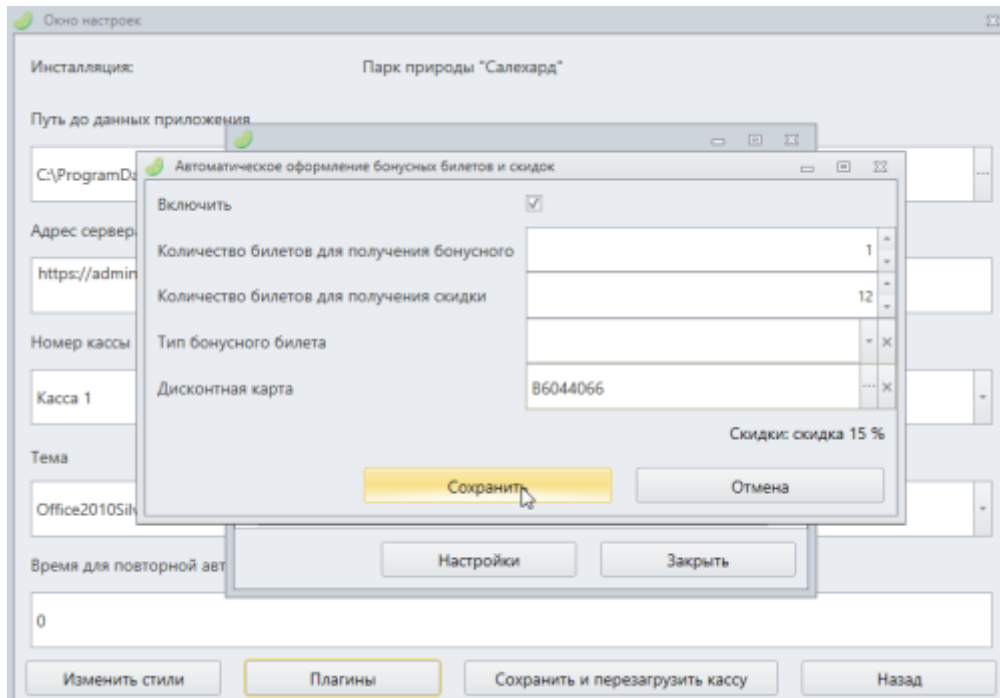 Окно настроек
Инсталляция: Парк природы "Салехард"
Путь до данных приложения
C:\ProgramDa
Автоматическое оформление бонусных билетов и скидок
Включить
Адрес сервера
Количество билетов для получения бонусного 1
https://admin
Количество билетов для получения скидки 12
Номер кассы
Тип бонусного билета
Касса 1
Дисконтная карта B6044066
Скидки: скидка 15 %
Тема
Сохранить Отмена
Office2010Silv
Настройки Закрыть
Время для повторной авт
0
Изменить стили Плагины Сохранить и перезагрузить кассу Назад